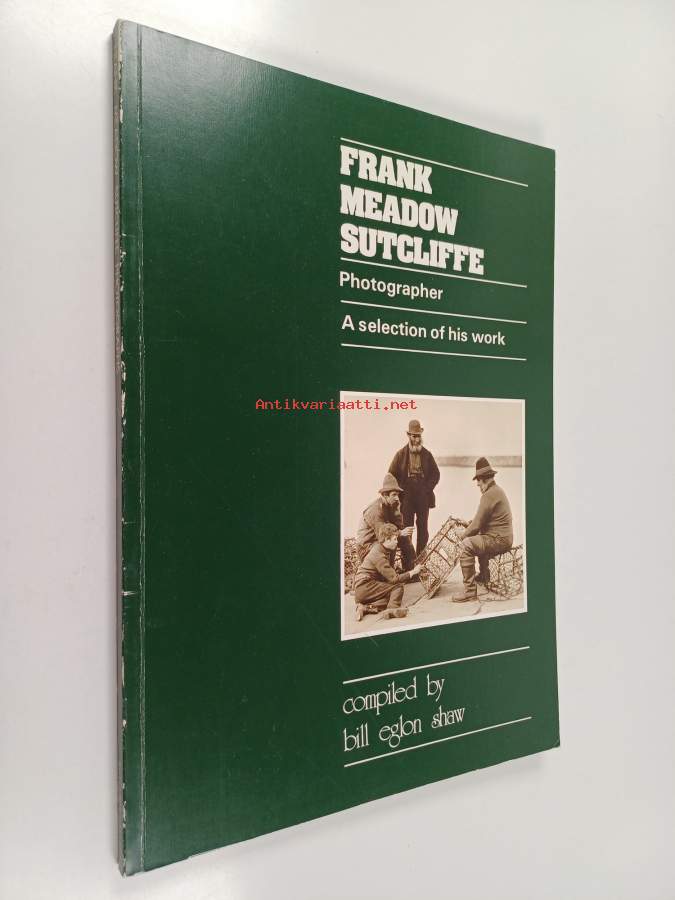 FRANK
MEADOW
SUTCLIFFE
Photographer
A selection of his work
Antikvariaatti.net
compiled by
bill eglon shaw